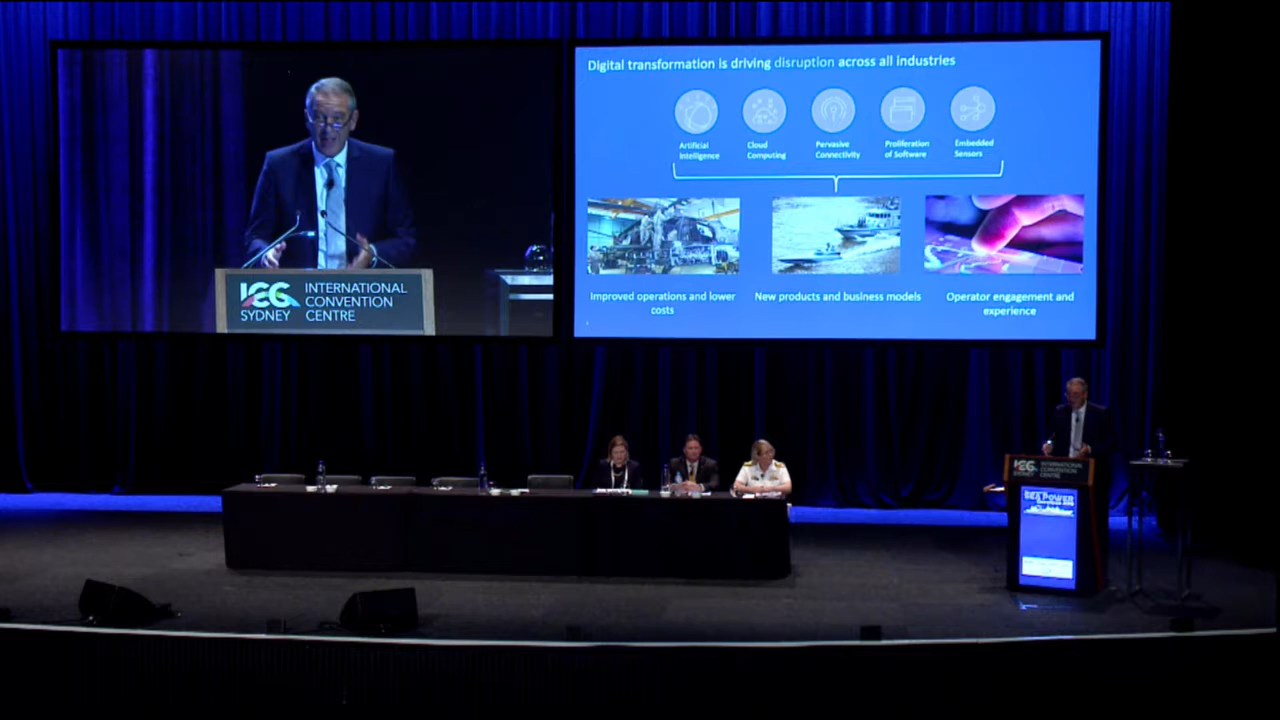 Digital transformation is driving disruption across all industries
Artificial
Intelligence
Cloud
Computing
Pervasive
Connectivity
Proliferation
of Software
Embedded
Sensors
Improved operations and lower
costs
New products and business models
Operator engagement and
experience
ICC
SYDNEY
INTERNATIONAL
CONVENTION
CENTRE
ICC
SYDNEY
INTERNATIONAL
CONVENTION
CENTRE
SEA POWER